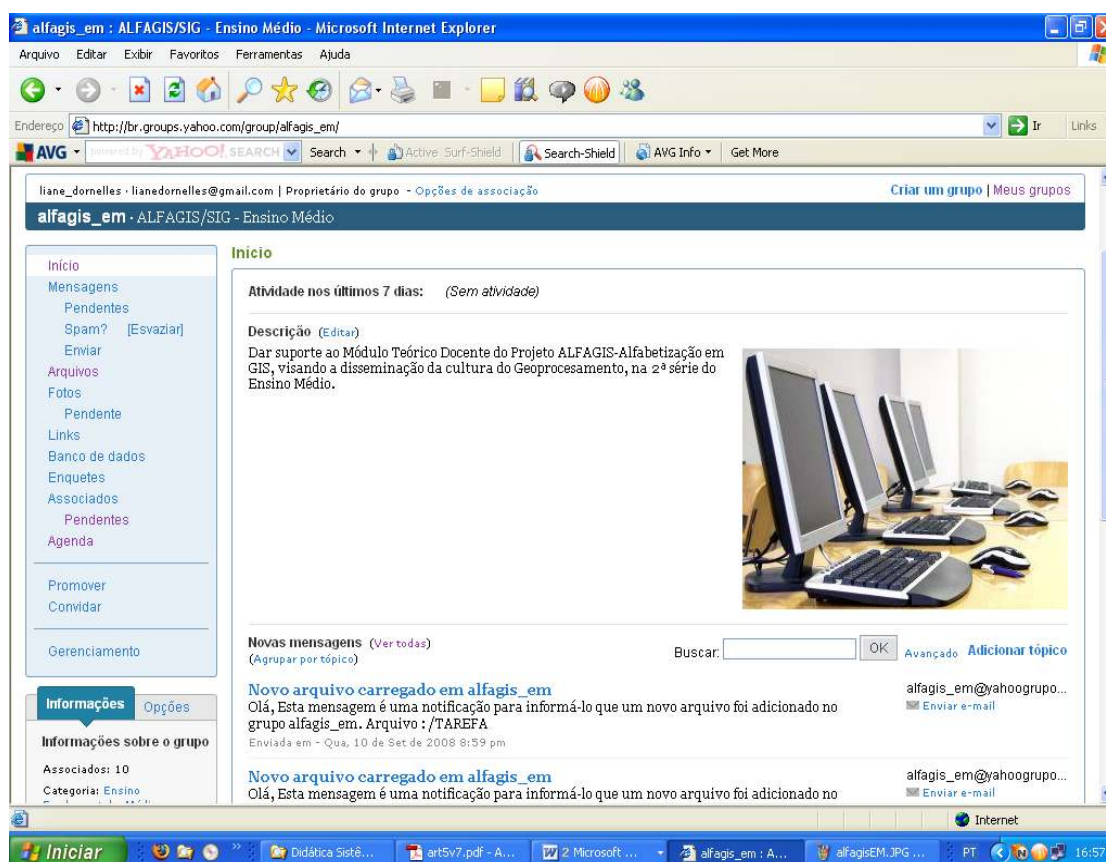 alfagis_em : ALFAGIS/SIG - Ensino Médio - Microsoft Internet Explorer
Arquivo Editar Exibir Favoritos Ferramentas Ajuda
Endereço http://br.groups.yahoo.com/group/alfagis_em/ Ir Links
AVG powered by YAHOO! SEARCH Search Active Surf-Shield Search-Shield AVG Info Get More
liane_dornelles · lianedornelles@gmail.com | Proprietário do grupo - Opções de associação Criar um grupo | Meus grupos
alfagis_em · ALFAGIS/SIG - Ensino Médio
Início
Mensagens
Pendentes
Spam? [Esvaziar]
Enviar
Arquivos
Fotos
Pendente
Links
Banco de dados
Enquetes
Associados
Pendentes
Agenda
Promover
Convidar
Gerenciamento
Informações Opções
Informações sobre o grupo
Associados: 10
Categoria: Ensino
Início
Atividade nos últimos 7 dias: (Sem atividade)
Descrição (Editar)
Dar suporte ao Módulo Teórico Docente do Projeto ALFAGIS-Alfabetização em
GIS, visando a disseminação da cultura do Geoprocesamento, na 2ª série do
Ensino Médio.
Novas mensagens (Ver todas)
(Agrupar por tópico)
Buscar: OK Avançado Adicionar tópico
Novo arquivo carregado em alfagis_em
Olá, Esta mensagem é uma notificação para informá-lo que um novo arquivo foi adicionado no
grupo alfagis_em. Arquivo : /TAREFA
Enviada em - Qua, 10 de Set de 2008 8:59 pm
alfagis_em@yahoogrupo...
Enviar e-mail
Novo arquivo carregado em alfagis_em
Olá, Esta mensagem é uma notificação para informá-lo que um novo arquivo foi adicionado no
alfagis_em@yahoogrupo...
Enviar e-mail
Internet
Iniciar Didática Sistê... art5v7.pdf - A... 2 Microsoft ... alfagis_em : A... alfagisEM.JPG ... PT 16:57